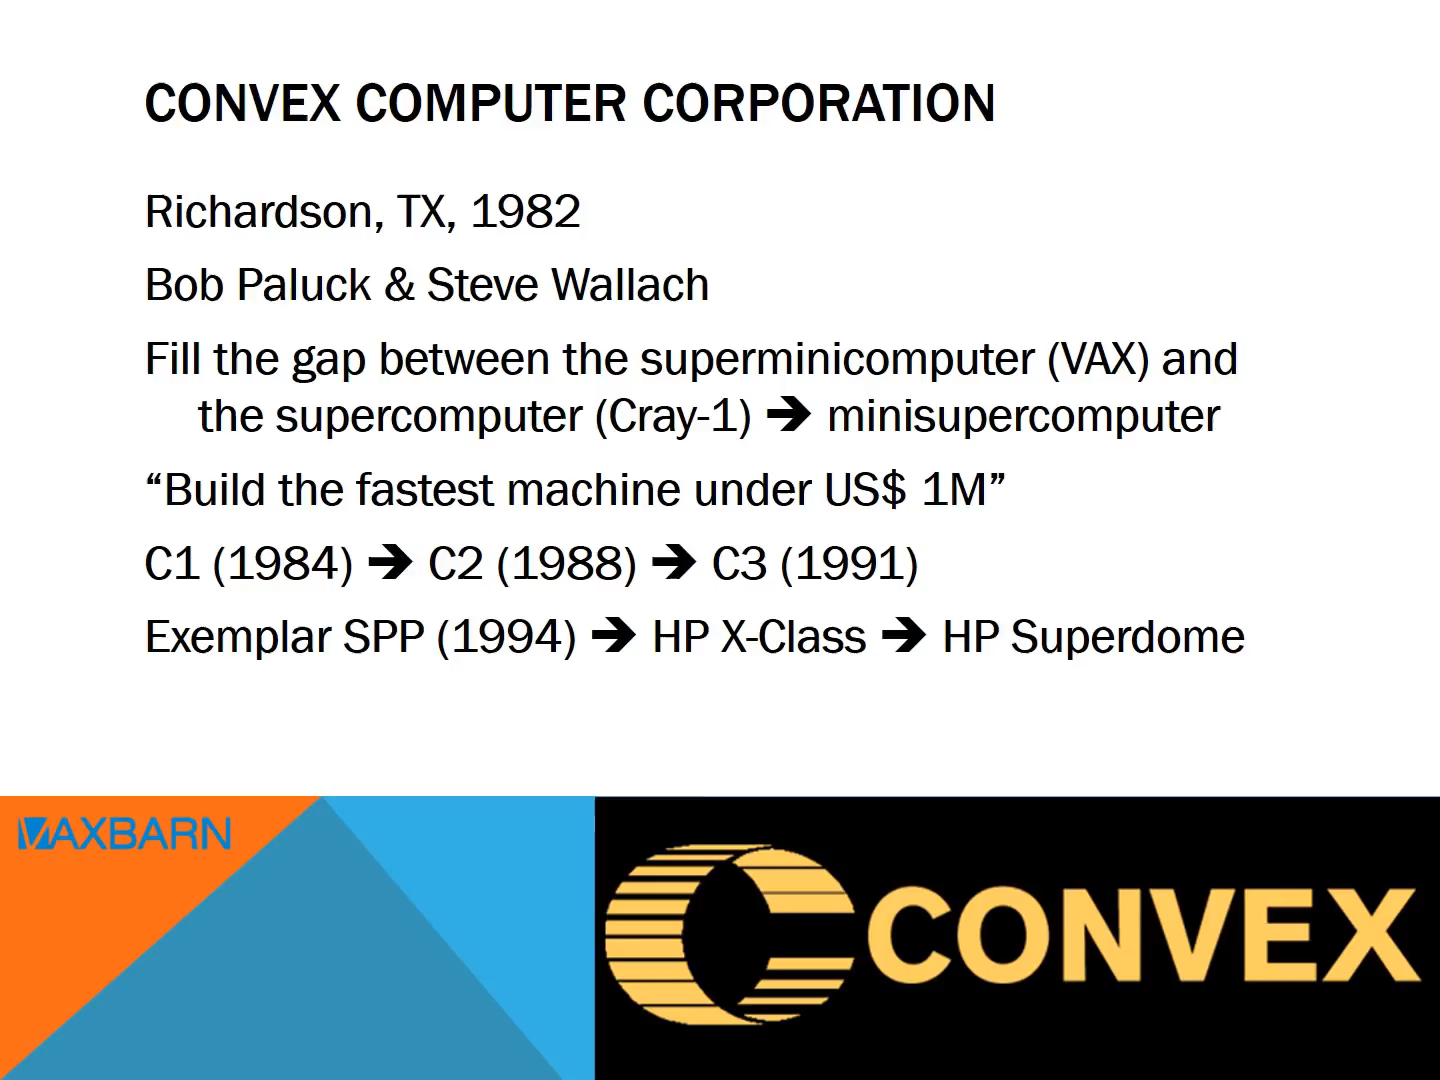 CONVEX COMPUTER CORPORATION
Richardson, TX, 1982
Bob Paluck & Steve Wallach
Fill the gap between the superminicomputer (VAX) and
the supercomputer (Cray-1) 🡪 minisupercomputer
“Build the fastest machine under US$ 1M”
C1 (1984) 🡪 C2 (1988) 🡪 C3 (1991)
Exemplar SPP (1994) 🡪 HP X-Class 🡪 HP Superdome
VAXBARN
CONVEX